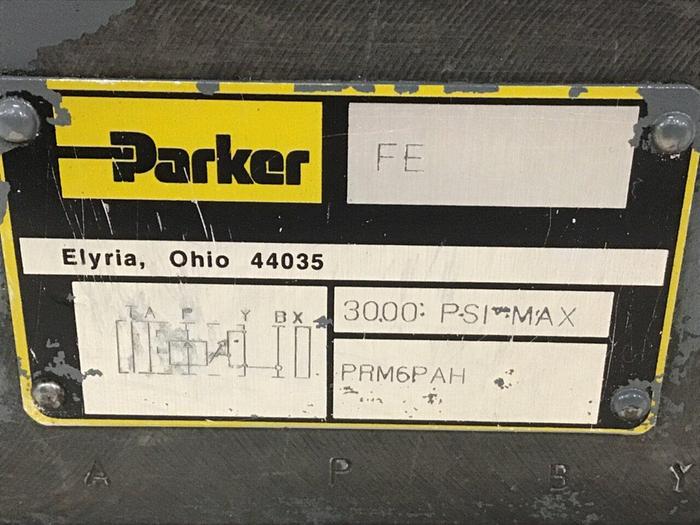 Parker
FE
Elyria, Ohio 44035
T A P Y B X
3000 PSI MAX
PRM6PAH
A P B Y